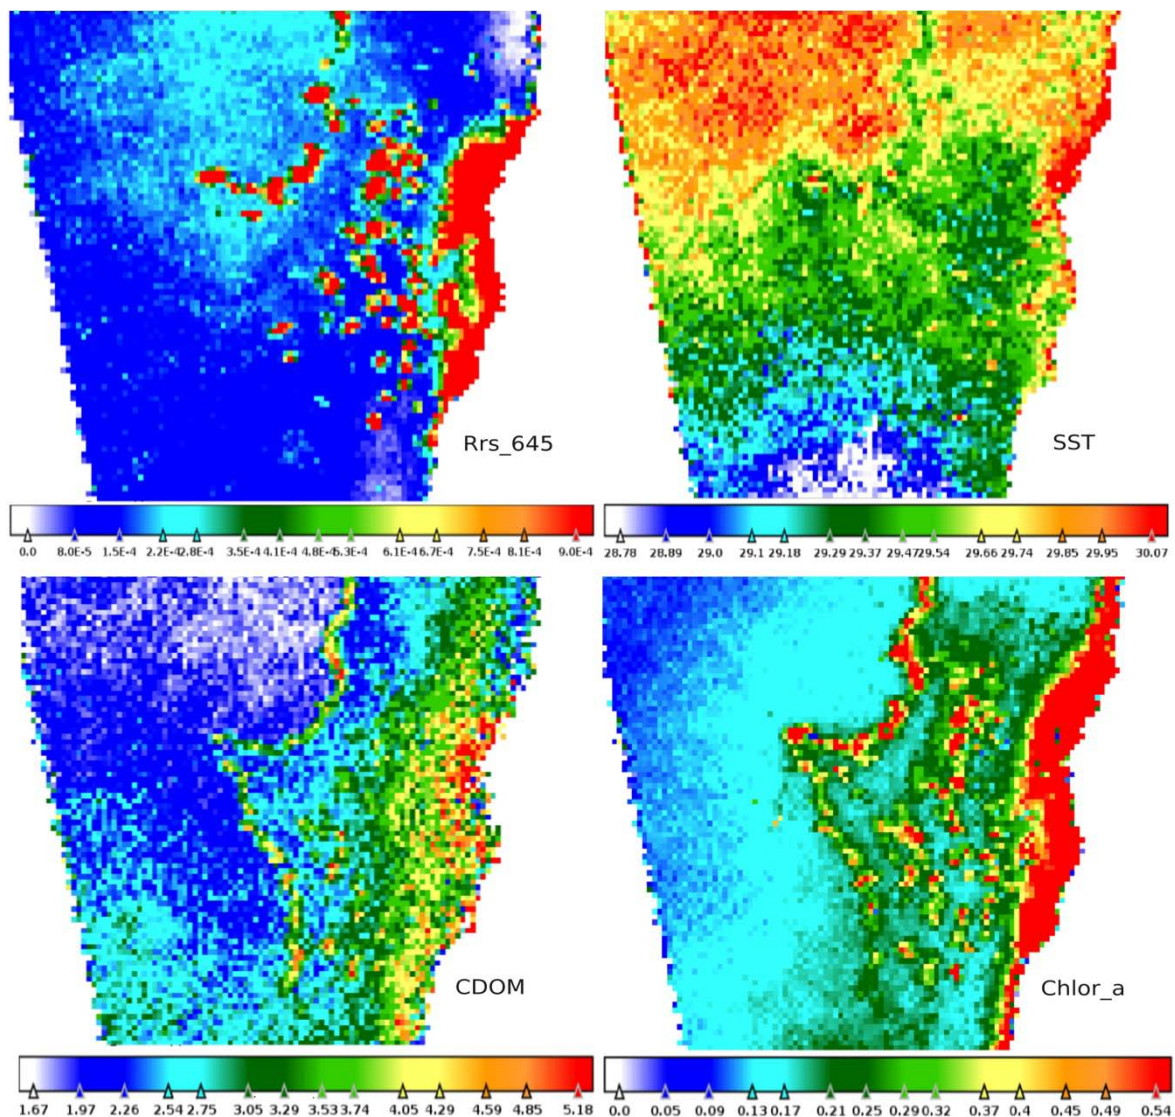 Rrs_645
SST
0.0 8.0E-5 1.5E-4 2.2E-4 2.8E-4 3.5E-4 4.1E-4 4.8E-4 5.3E-4 6.1E-4 6.7E-4 7.5E-4 8.1E-4 9.0E-4
28.78 28.89 29.0 29.1 29.18 29.29 29.37 29.47 29.54 29.66 29.74 29.85 29.95 30.07
CDOM
Chlor_a
1.67 1.97 2.26 2.54 2.75 3.05 3.29 3.53 3.74 4.05 4.29 4.59 4.85 5.18
0.0 0.05 0.09 0.13 0.17 0.21 0.25 0.29 0.32 0.37 0.4 0.45 0.49